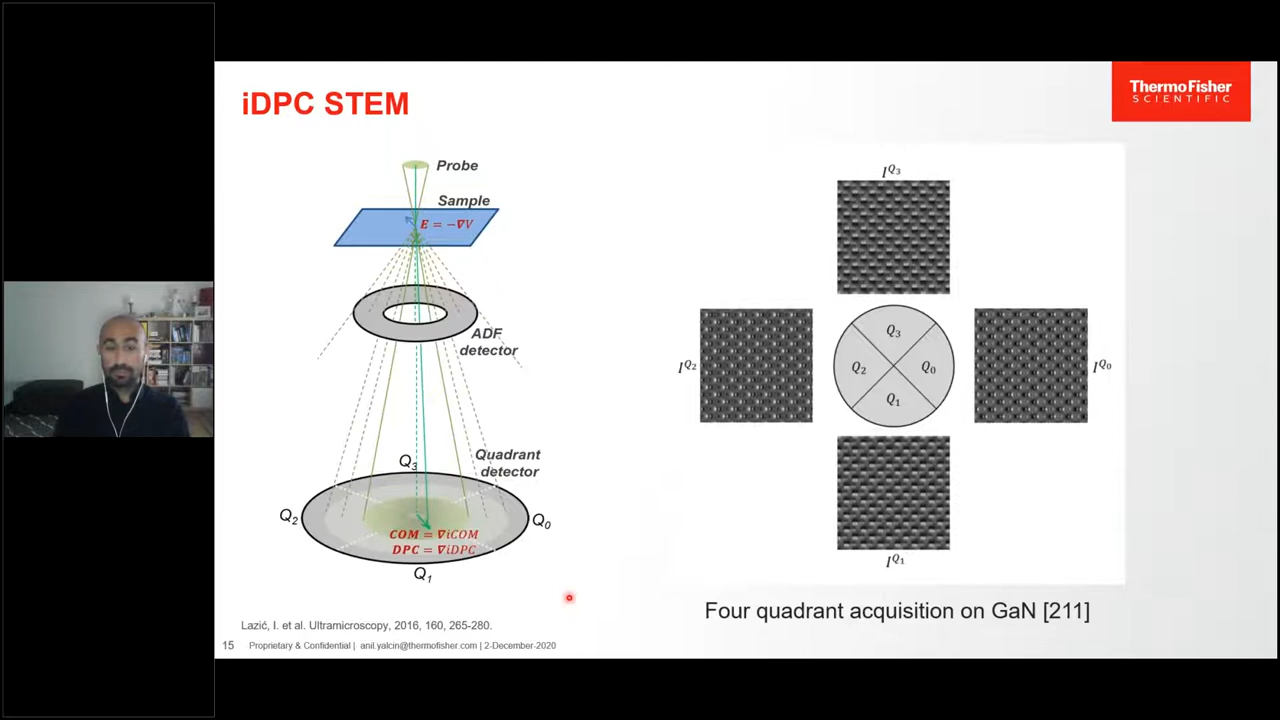 iDPC STEM
ThermoFisher
SCIENTIFIC
Probe
Sample
E = −∇V
ADF
detector
Quadrant
detector
Q3
Q2
Q0
COM = ∇iCOM
DPC = ∇iDPC
Q1
I^Q3
I^Q2
Q3
Q2
Q0
Q1
I^Q0
I^Q1
Four quadrant acquisition on GaN [211]
Lazić, I. et al. Ultramicroscopy, 2016, 160, 265-280.
15 Proprietary & Confidential | anil.yalcin@thermofisher.com | 2-December-2020